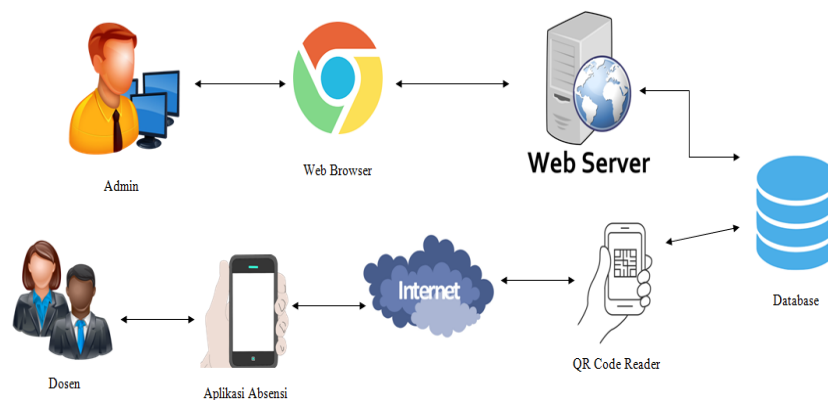 Admin
Web Browser
Web Server
Dosen
Aplikasi Absensi
Internet
QR Code Reader
Database